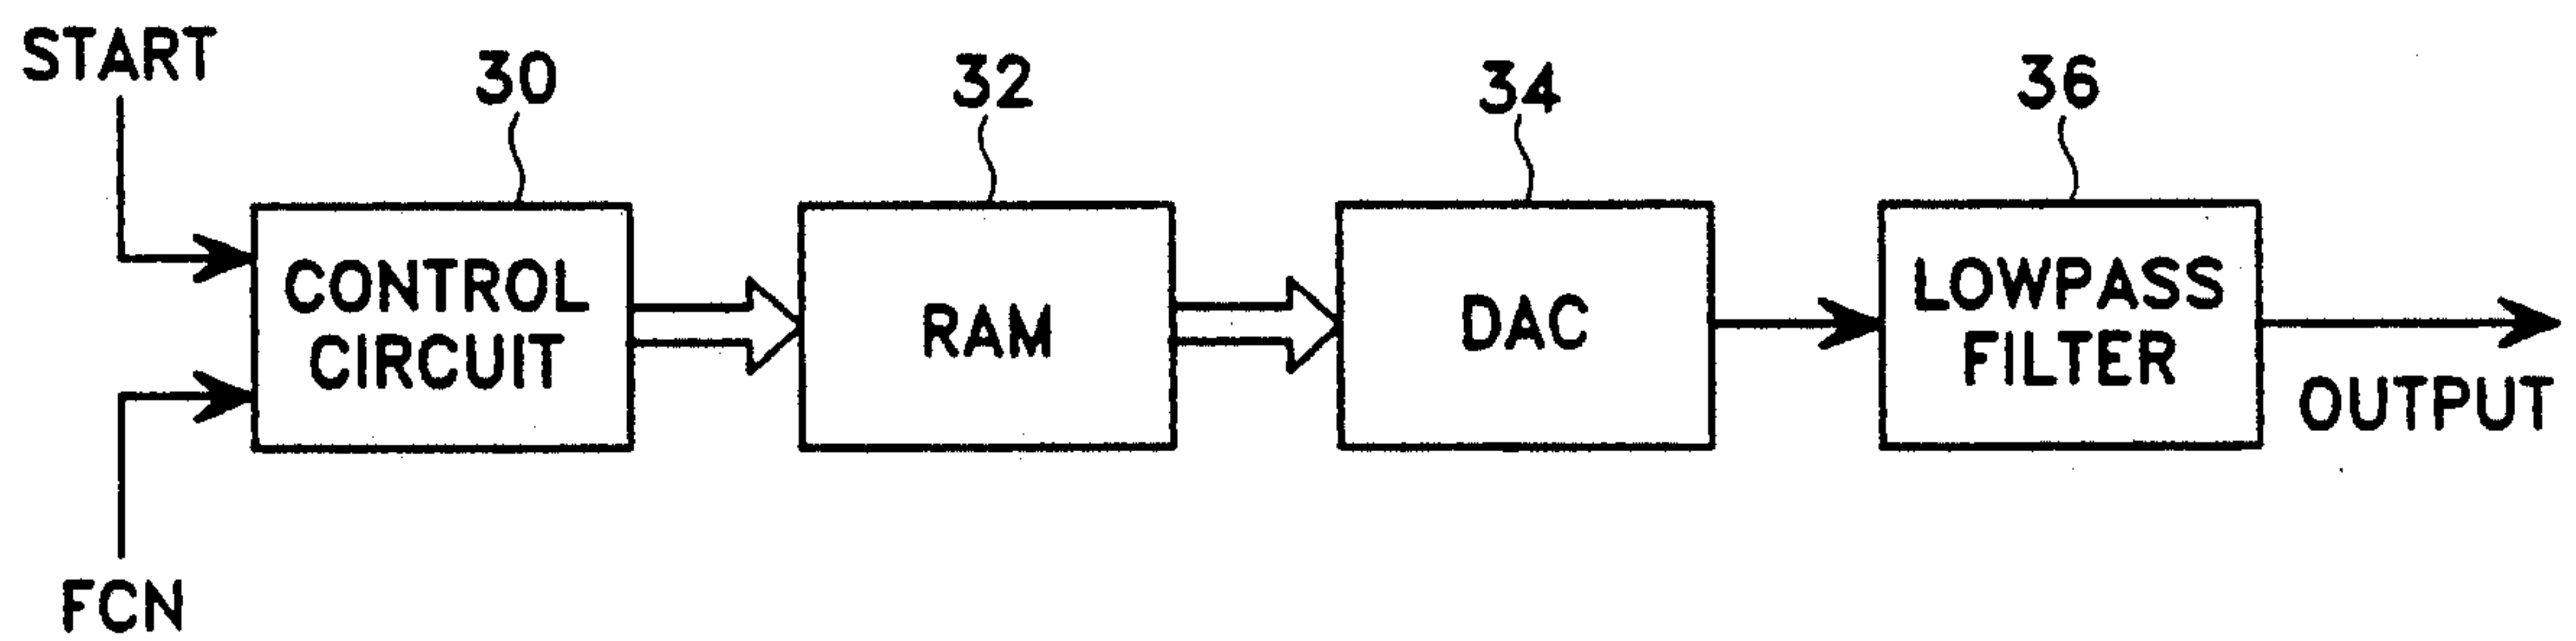 START
30
32
34
36
CONTROL
CIRCUIT
RAM
DAC
LOWPASS
FILTER
OUTPUT
FCN